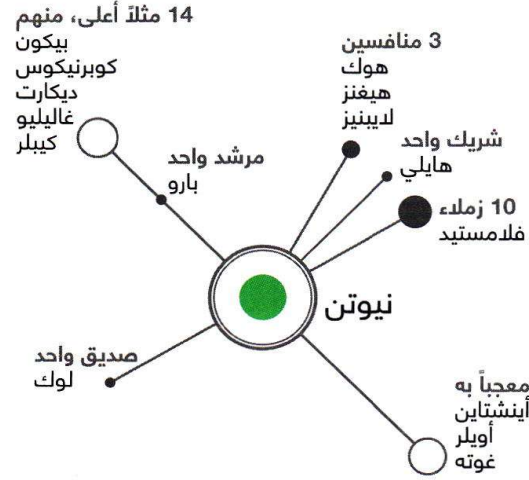 14 مثلاً أعلى، منهم
بيكون
كوبرنيكوس
ديكارت
غاليليو
كيبلر
3 منافسين
هوك
هيغنز
لايبنيز
شريك واحد
هايلي
مرشد واحد
بارو
10 زملاء
فلامستيد
نيوتن
صديق واحد
لوك
معجباً به
أينشتاين
أويلر
غوته